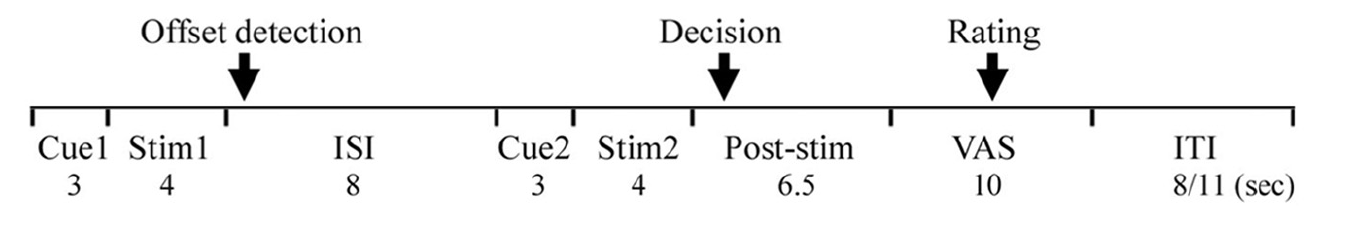 Offset detection Decision Rating
Cue1 Stim1 ISI Cue2 Stim2 Post-stim VAS ITI
3 4 8 3 4 6.5 10 8/11 (sec)